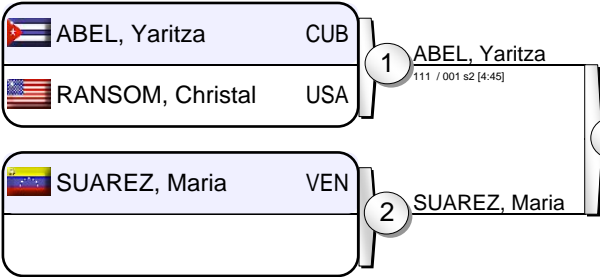 ABEL, Yaritza CUB
RANSOM, Christal USA
1
ABEL, Yaritza
111 / 001 s2 [4:45]
SUAREZ, Maria VEN
2
SUAREZ, Maria